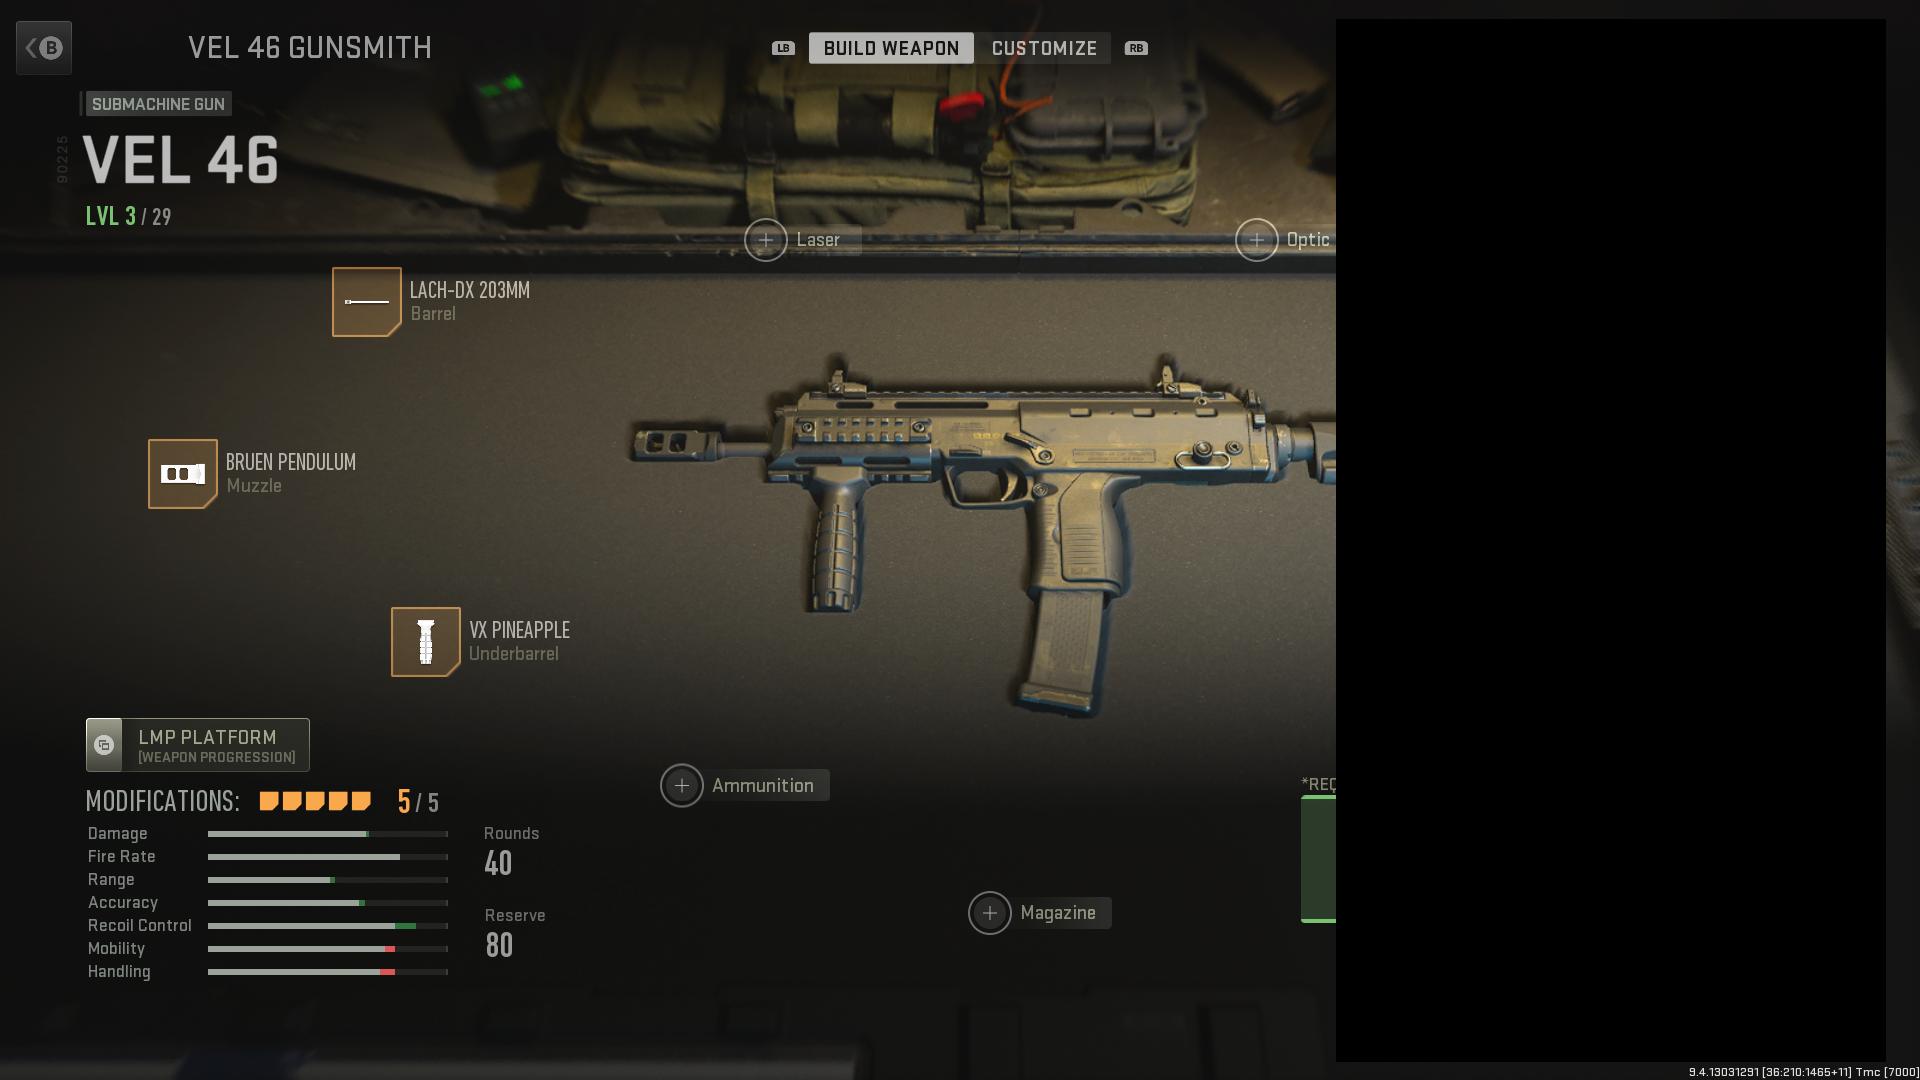 B
VEL 46 GUNSMITH
LB
BUILD WEAPON
CUSTOMIZE
RB
SUBMACHINE GUN
90225
VEL 46
LVL 3 / 29
Laser
Optic
LACH-DX 203MM
Barrel
BRUEN PENDULUM
Muzzle
VX PINEAPPLE
Underbarrel
LMP PLATFORM
[WEAPON PROGRESSION]
Ammunition
*REQ
MODIFICATIONS: 5 / 5
Damage
Fire Rate
Range
Accuracy
Recoil Control
Mobility
Handling
Rounds
40
Reserve
80
Magazine
9.4.13031291 [36:210:1465+11] Tmc [7000]